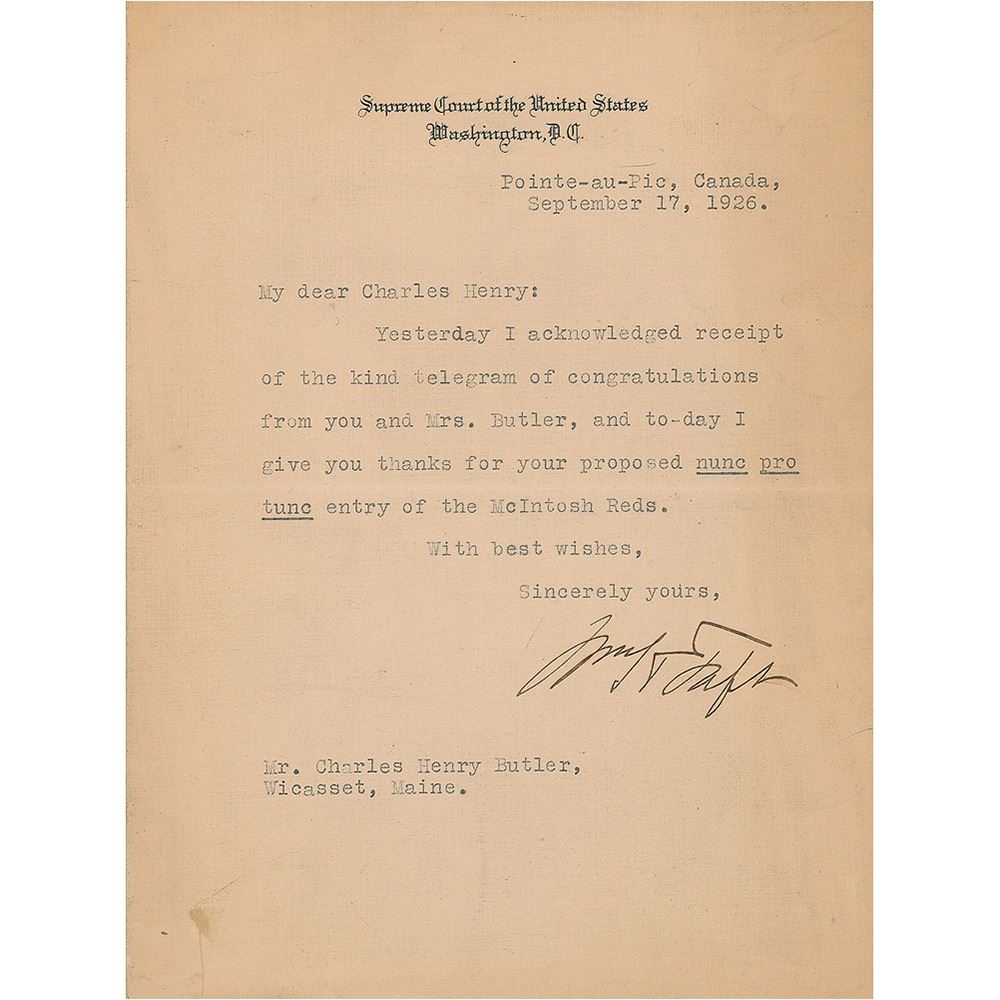 Supreme Court of the United States
Washington, D.C.
Pointe-au-Pic, Canada,
September 17, 1926.
My dear Charles Henry:
Yesterday I acknowledged receipt
of the kind telegram of congratulations
from you and Mrs. Butler, and to-day I
give you thanks for your proposed nunc pro
tunc entry of the McIntosh Reds.
With best wishes,
Sincerely yours,
Wm H Taft
Mr. Charles Henry Butler,
Wicasset, Maine.